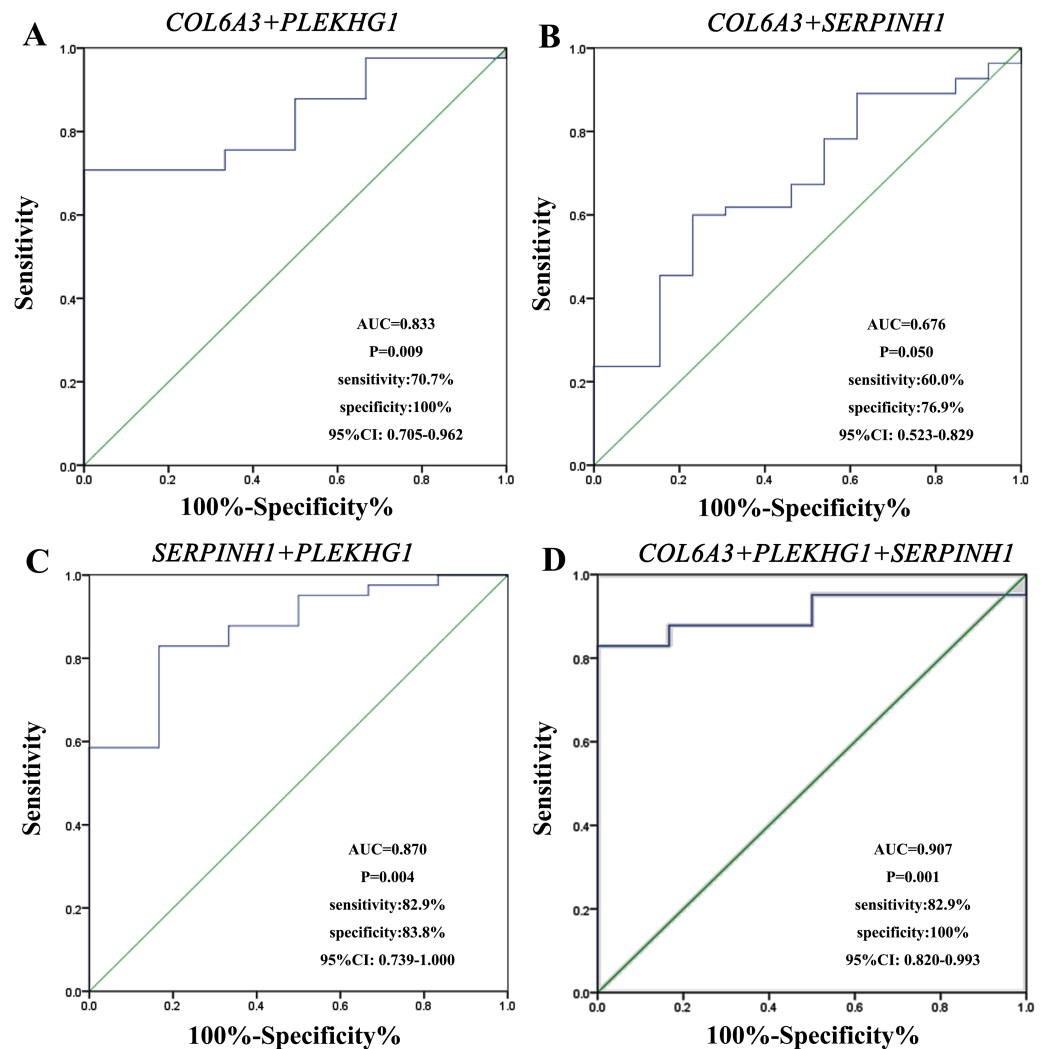 A
COL6A3+PLEKHG1
1.0
0.8
0.6
0.4
0.2
0.0
Sensitivity
AUC=0.833
P=0.009
sensitivity:70.7%
specificity:100%
95%CI: 0.705-0.962
0.0 0.2 0.4 0.6 0.8 1.0
100%-Specificity%
B
COL6A3+SERPINH1
1.0
0.8
0.6
0.4
0.2
0.0
Sensitivity
AUC=0.676
P=0.050
sensitivity:60.0%
specificity:76.9%
95%CI: 0.523-0.829
0.0 0.2 0.4 0.6 0.8 1.0
100%-Specificity%
C
SERPINH1+PLEKHG1
1.0
0.8
0.6
0.4
0.2
0.0
Sensitivity
AUC=0.870
P=0.004
sensitivity:82.9%
specificity:83.8%
95%CI: 0.739-1.000
0.0 0.2 0.4 0.6 0.8 1.0
100%-Specificity%
D
COL6A3+PLEKHG1+SERPINH1
1.0
0.8
0.6
0.4
0.2
0.0
Sensitivity
AUC=0.907
P=0.001
sensitivity:82.9%
specificity:100%
95%CI: 0.820-0.993
0.0 0.2 0.4 0.6 0.8 1.0
100%-Specificity%